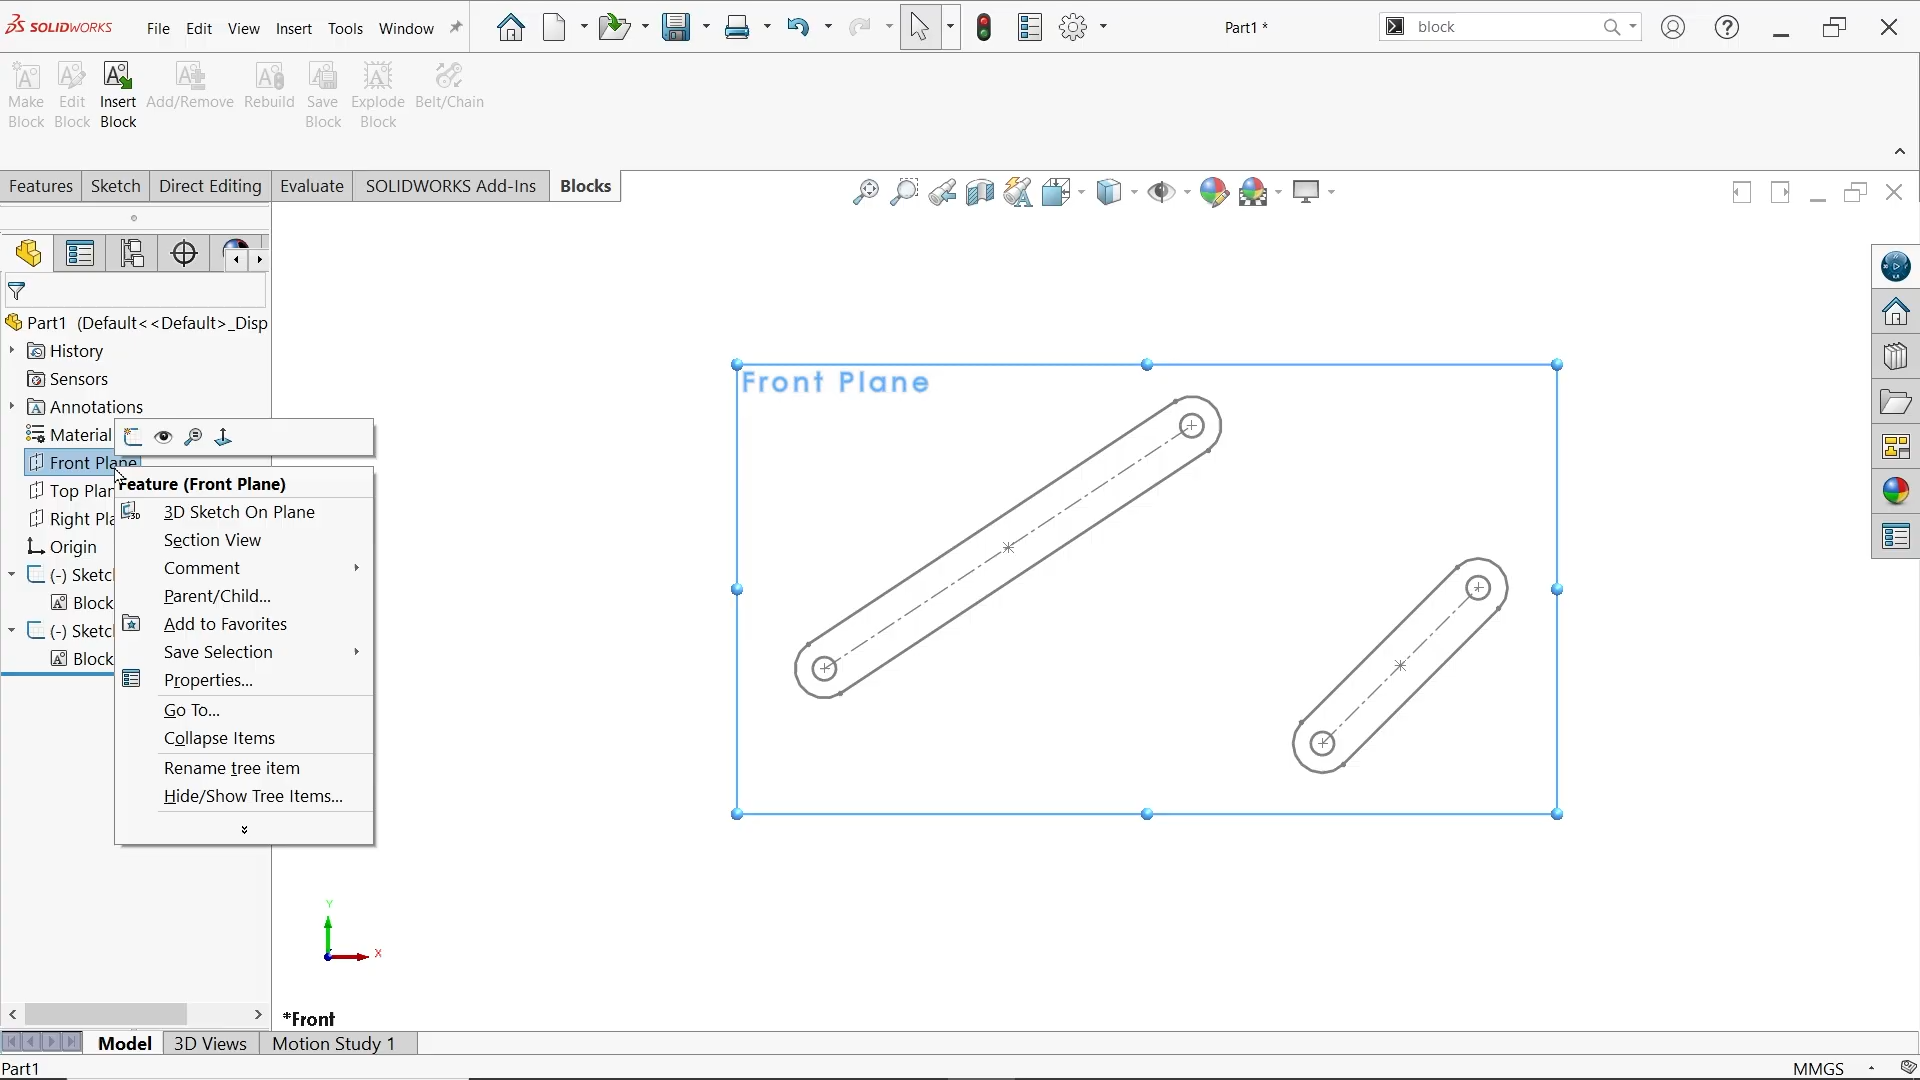 SOLIDWORKS File Edit View Insert Tools Window Part1 * block
Make Block
Edit Block
Insert Block
Add/Remove
Rebuild
Save Block
Explode Block
Belt/Chain
Features Sketch Direct Editing Evaluate SOLIDWORKS Add-Ins Blocks
Part1 (Default<<Default>_Disp
History
Sensors
Annotations
Material
Front Plane
Feature (Front Plane)
Top Plan
3D Sketch On Plane
Right Pla
Section View
Origin
Comment
(-) Sketc
Parent/Child...
Block
Add to Favorites
(-) Sketc
Save Selection
Block
Properties...
Go To...
Collapse Items
Rename tree item
Hide/Show Tree Items...
Front Plane
Y
X
*Front
Model 3D Views Motion Study 1
Part1 MMGS